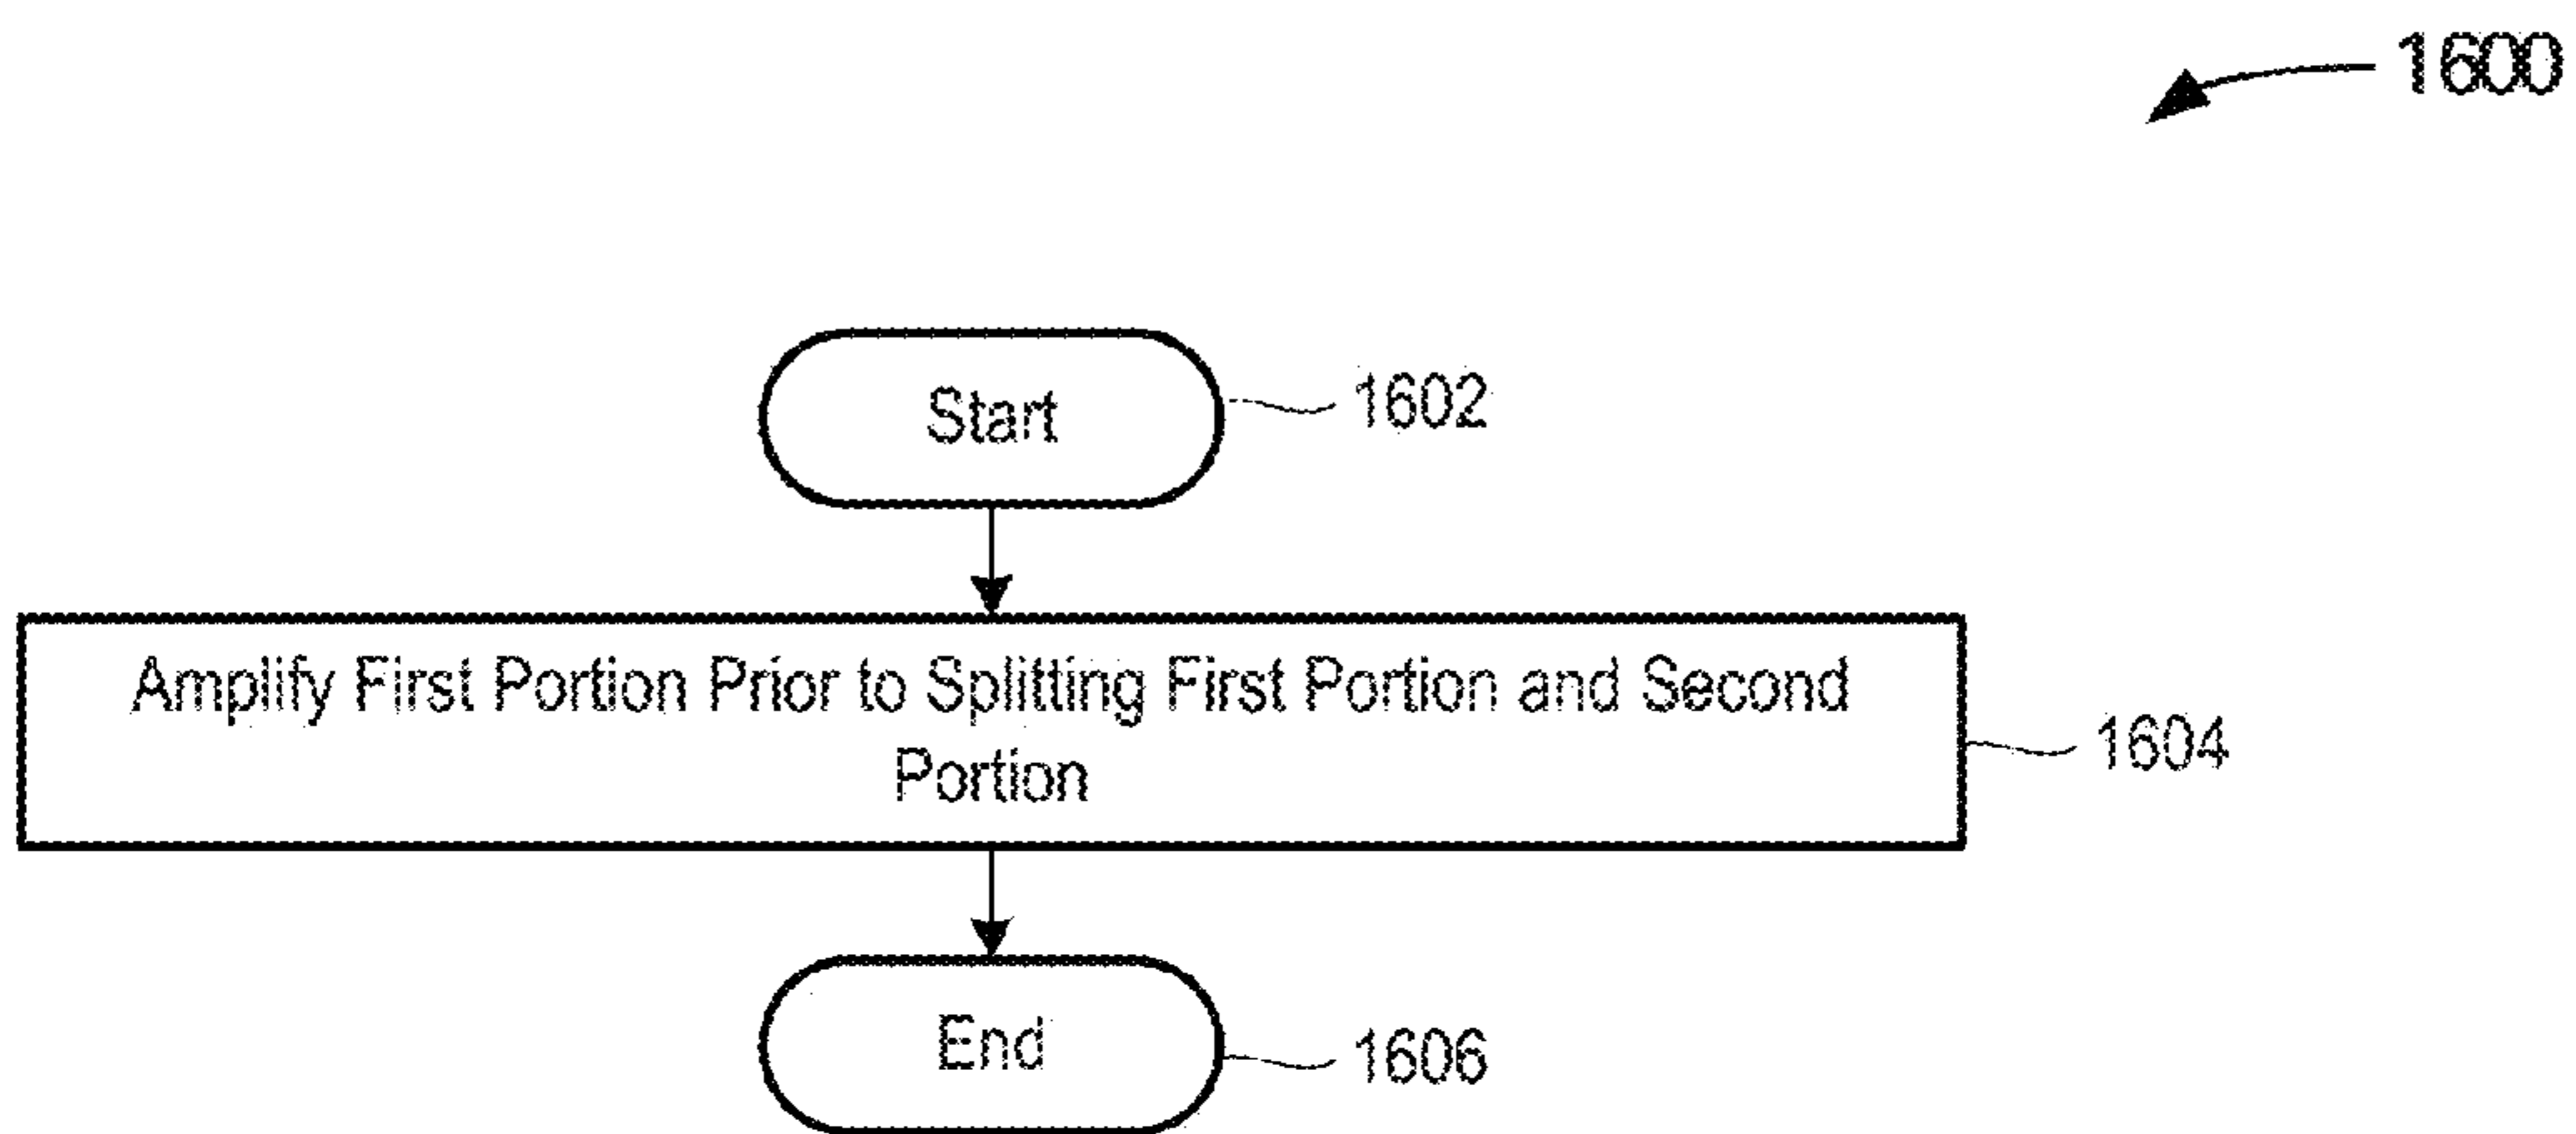 1600
Start
1602
Amplify First Portion Prior to Splitting First Portion and Second
Portion
1604
End
1606